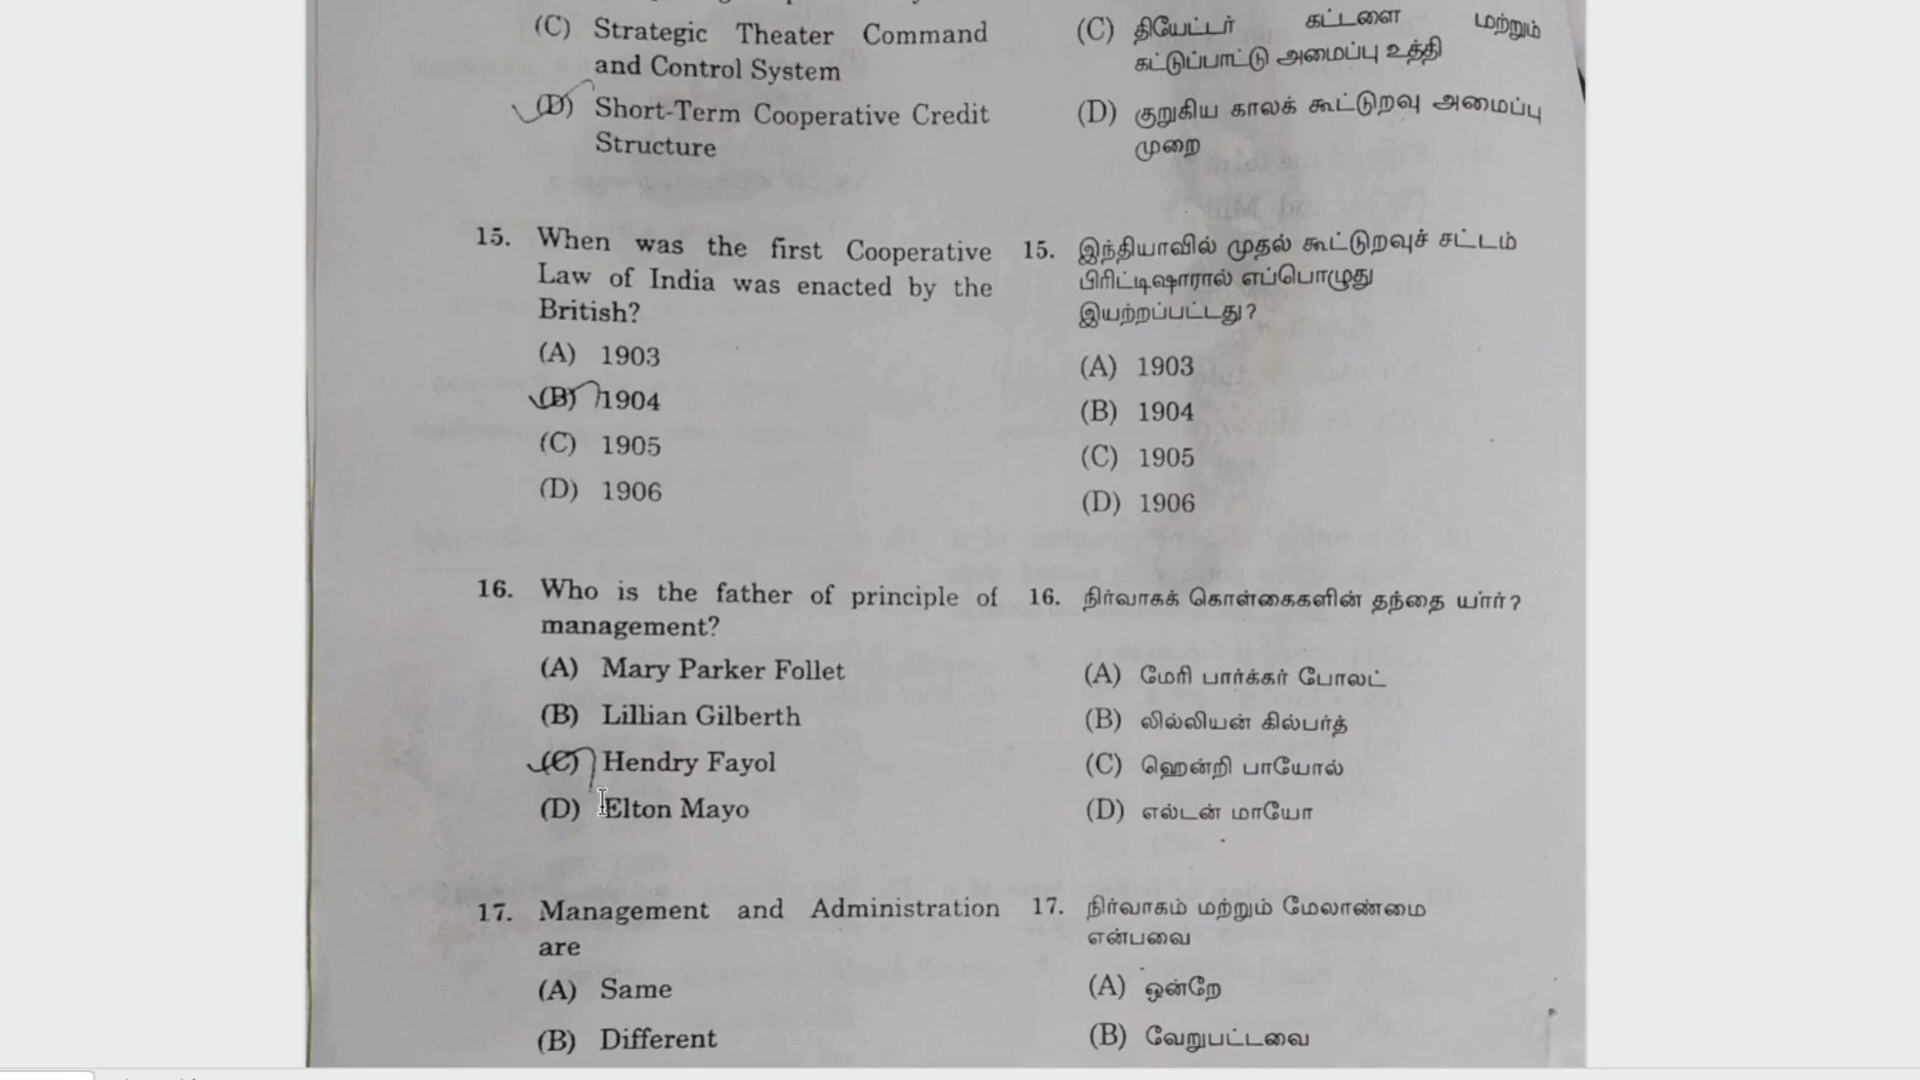 (C) Strategic Theater Command
and Control System
(D) Short-Term Cooperative Credit
Structure
15. When was the first Cooperative
Law of India was enacted by the
British?
(A) 1903
(B) 1904
(C) 1905
(D) 1906
16. Who is the father of principle of
management?
(A) Mary Parker Follet
(B) Lillian Gilberth
(C) Hendry Fayol
(D) Elton Mayo
17. Management and Administration
are
(A) Same
(B) Different
(C) தியேட்டர் கட்டளை மற்றும்
கட்டுப்பாட்டு அமைப்பு உத்தி
(D) குறுகிய காலக் கூட்டுறவு அமைப்பு
முறை
15. இந்தியாவில் முதல் கூட்டுறவுச் சட்டம்
பிரிட்டிஷாரால் எப்பொழுது
இயற்றப்பட்டது?
(A) 1903
(B) 1904
(C) 1905
(D) 1906
16. நிர்வாகக் கொள்கைகளின் தந்தை யார்?
(A) மேரி பார்க்கர் போலட்
(B) லில்லியன் கில்பர்த்
(C) ஹென்றி பாயோல்
(D) எல்டன் மாயோ
17. நிர்வாகம் மற்றும் மேலாண்மை
என்பவை
(A) ஒன்றே
(B) வேறுபட்டவை